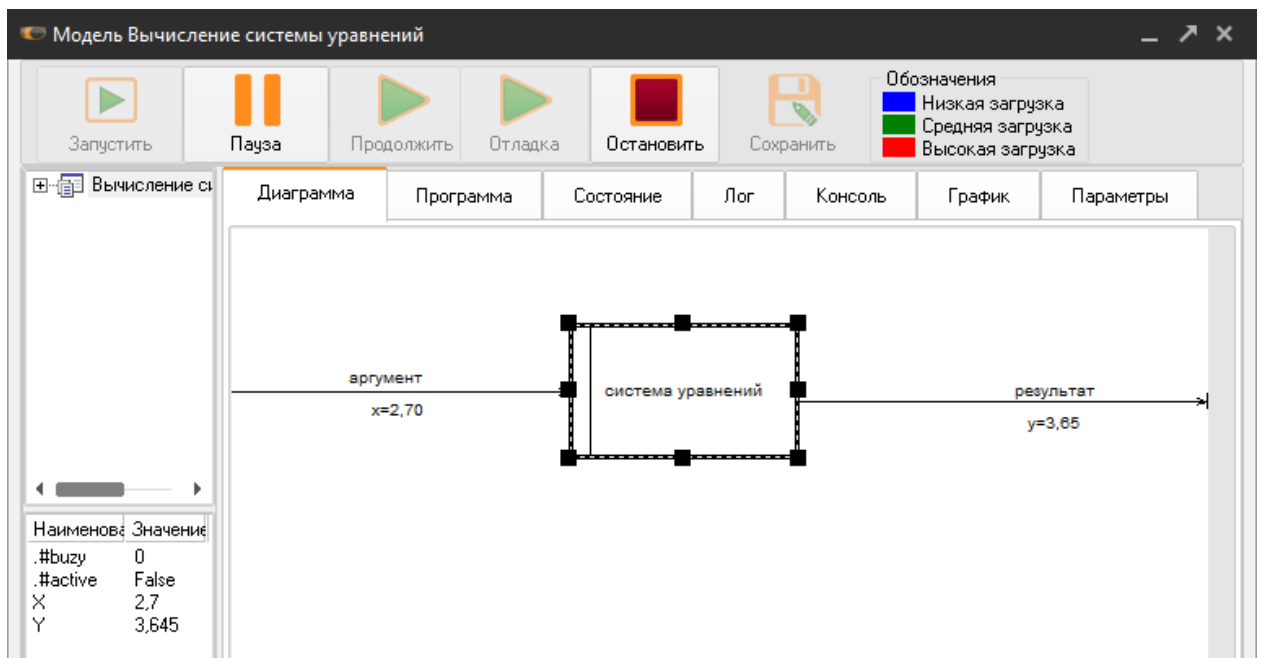 Модель Вычисление системы уравнений
Запустить
Пауза
Продолжить
Отладка
Остановить
Сохранить
Обозначения
Низкая загрузка
Средняя загрузка
Высокая загрузка
Вычисление си
Диаграмма
Программа
Состояние
Лог
Консоль
График
Параметры
аргумент
x=2,70
система уравнений
результат
y=3,65
Наименова Значение
.#buzy 0
.#active False
X 2,7
Y 3,645